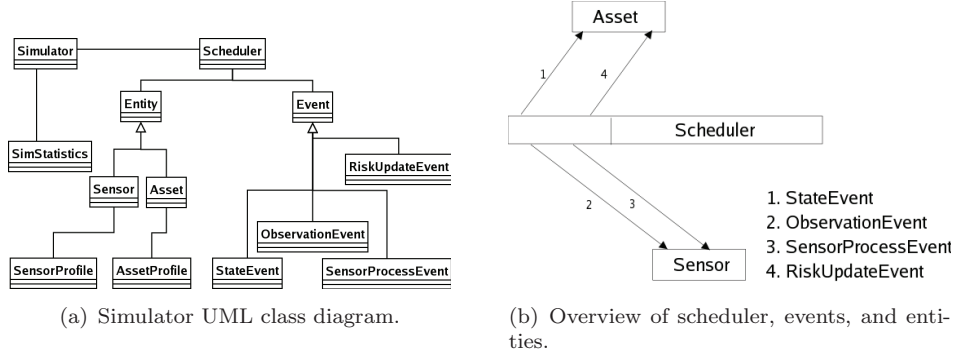 Simulator
Scheduler
Entity
Event
SimStatistics
RiskUpdateEvent
Sensor
Asset
ObservationEvent
SensorProfile
AssetProfile
StateEvent
SensorProcessEvent
(a) Simulator UML class diagram.
Asset
1
4
Scheduler
2
3
Sensor
1. StateEvent
2. ObservationEvent
3. SensorProcessEvent
4. RiskUpdateEvent
(b) Overview of scheduler, events, and enti-
ties.